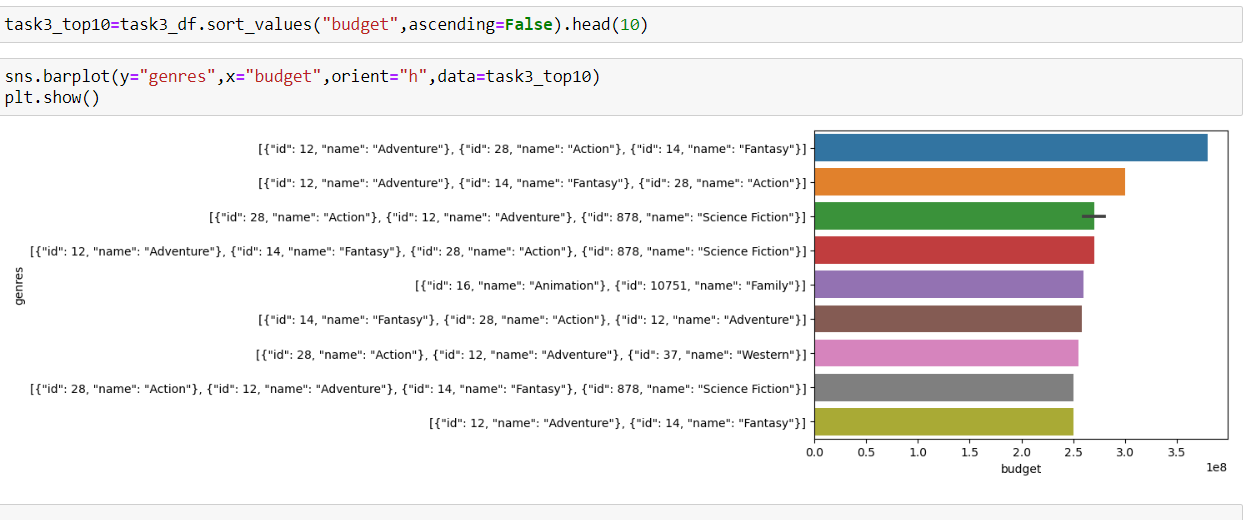 task3_top10=task3_df.sort_values("budget",ascending=False).head(10)
sns.barplot(y="genres",x="budget",orient="h",data=task3_top10)
plt.show()
[{"id": 12, "name": "Adventure"}, {"id": 28, "name": "Action"}, {"id": 14, "name": "Fantasy"}]
[{"id": 12, "name": "Adventure"}, {"id": 14, "name": "Fantasy"}, {"id": 28, "name": "Action"}]
[{"id": 28, "name": "Action"}, {"id": 12, "name": "Adventure"}, {"id": 878, "name": "Science Fiction"}]
[{"id": 12, "name": "Adventure"}, {"id": 14, "name": "Fantasy"}, {"id": 28, "name": "Action"}, {"id": 878, "name": "Science Fiction"}]
[{"id": 16, "name": "Animation"}, {"id": 10751, "name": "Family"}]
[{"id": 14, "name": "Fantasy"}, {"id": 28, "name": "Action"}, {"id": 12, "name": "Adventure"}]
[{"id": 28, "name": "Action"}, {"id": 12, "name": "Adventure"}, {"id": 37, "name": "Western"}]
[{"id": 28, "name": "Action"}, {"id": 12, "name": "Adventure"}, {"id": 14, "name": "Fantasy"}, {"id": 878, "name": "Science Fiction"}]
[{"id": 12, "name": "Adventure"}, {"id": 14, "name": "Fantasy"}]
genres
0.0 0.5 1.0 1.5 2.0 2.5 3.0 3.5
budget
1e8